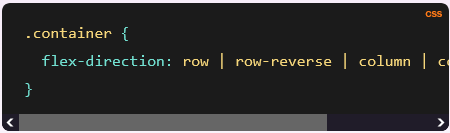 css
.container {
flex-direction: row | row-reverse | column |
}